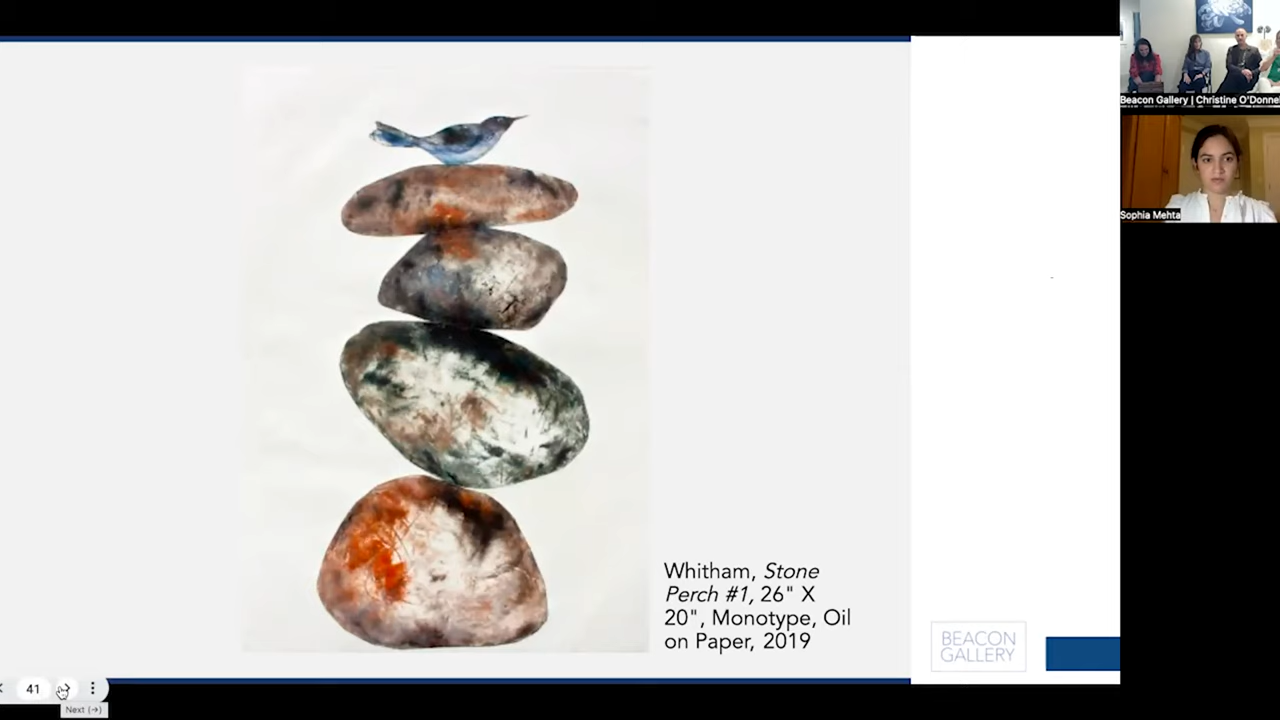 Beacon Gallery | Christine O'Donnel
Sophia Mehta
Whitham, Stone
Perch #1, 26" X
20", Monotype, Oil
on Paper, 2019
BEACON
GALLERY
41
Next (→)